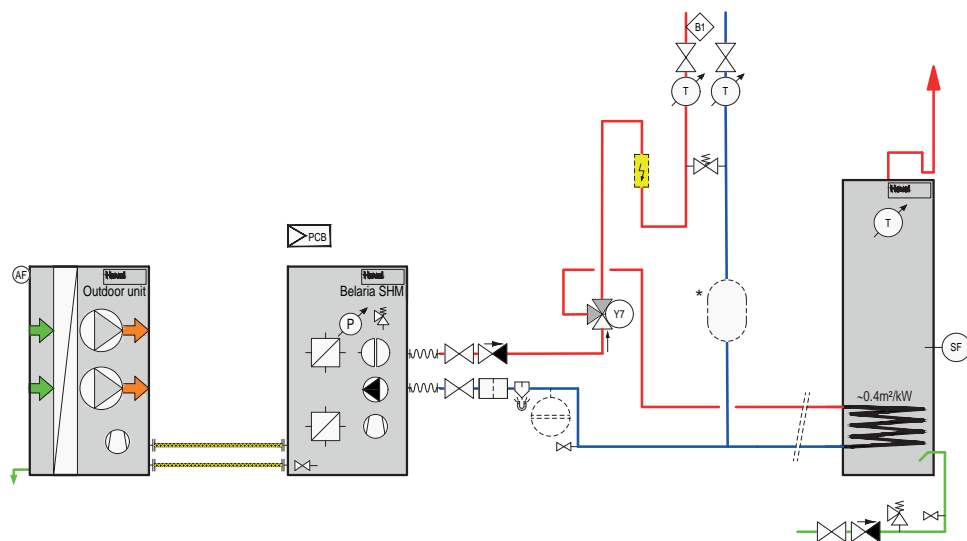 B1
T
T
T
PCB
AF
Hoval
Outdoor unit
Hoval
Belaria SHM
P
Y7
*
Hoval
SF
~0.4m²/kW